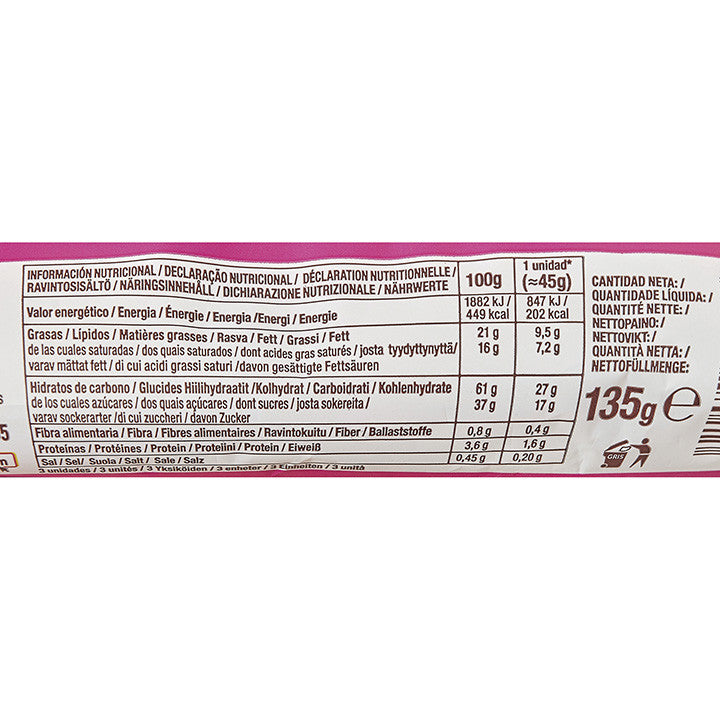 INFORMACIÓN NUTRICIONAL / DECLARAÇÃO NUTRICIONAL / DÉCLARATION NUTRITIONNELLE /
RAVINTOSISÄLTÖ / NÄRINGSINNEHÅLL / DICHIARAZIONE NUTRIZIONALE / NÄHRWERTE
100g
1 unidad*
(≈45g)
Valor energético / Energia / Énergie / Energia /Energi / Energie
1882 kJ /
449 kcal
847 kJ /
202 kcal
Grasas / Lípidos / Matières grasses / Rasva / Fett / Grassi / Fett
21 g
9,5 g
de las cuales saturadas / dos quais saturados / dont acides gras saturés / josta tyydyttynyttä/
16 g
7,2 g
varav mättat fett / di cui acidi grassi saturi /davon gesättigte Fettsäuren
Hidratos de carbono / Glucides Hiilihydraatit /Kolhydrat / Carboidrati / Kohlenhydrate
61 g
27 g
de los cuales azúcares / dos quais açúcares / dont sucres / josta sokereita /
37 g
17 g
varav sockerarter / di cui zuccheri / davon Zucker
Fibra alimentaria / Fibra / Fibres alimentaires / Ravintokuitu / Fiber / Ballaststoffe
0,8 g
0,4 g
Proteínas / Protéines / Protein / Proteiini / Protein / Eiweiß
3,6 g
1,6 g
Sal / Sel / Suola / Salt / Sale / Salz
0,45 g
0,20 g
3 unidades / 3 unités / 3 Yksiköiden / 3 enheter / 3 Einheiten / 3 unità
CANTIDAD NETA: /
QUANTIDADE LÍQUIDA: /
QUANTITÉ NETTE: /
NETTOPAINO: /
NETTOVIKT: /
QUANTITÀ NETTA: /
NETTOFÜLLMENGE:
135g e
GRIS